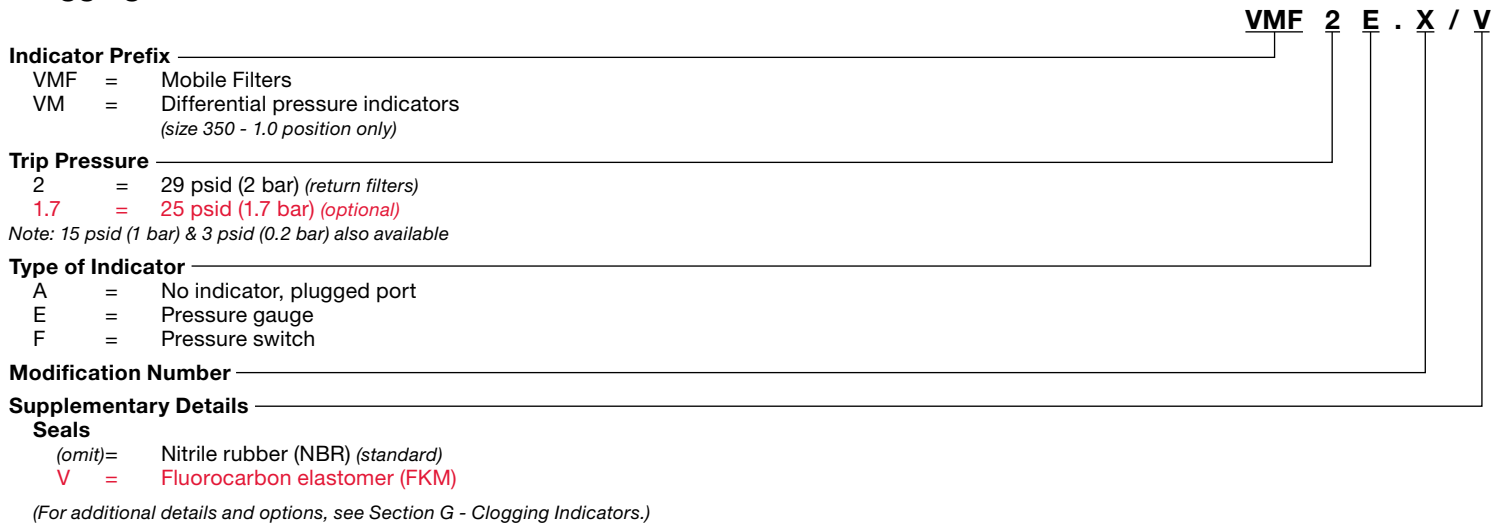 VMF 2 E . X / V
Indicator Prefix
VMF = Mobile Filters
VM = Differential pressure indicators
(size 350 - 1.0 position only)
Trip Pressure
2 = 29 psid (2 bar) (return filters)
1.7 = 25 psid (1.7 bar) (optional)
Note: 15 psid (1 bar) & 3 psid (0.2 bar) also available
Type of Indicator
A = No indicator, plugged port
E = Pressure gauge
F = Pressure switch
Modification Number
Supplementary Details
Seals
(omit)= Nitrile rubber (NBR) (standard)
V = Fluorocarbon elastomer (FKM)
(For additional details and options, see Section G - Clogging Indicators.)